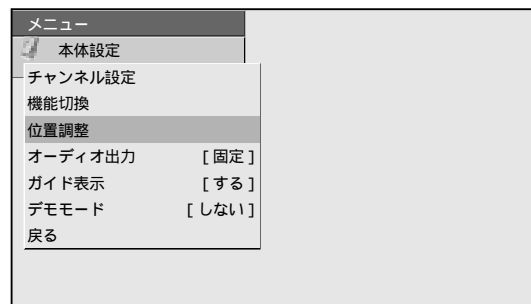 メニュー
本体設定
チャンネル設定
機能切換
位置調整
オーディオ出力 [固定]
ガイド表示 [する]
デモモード [しない]
戻る